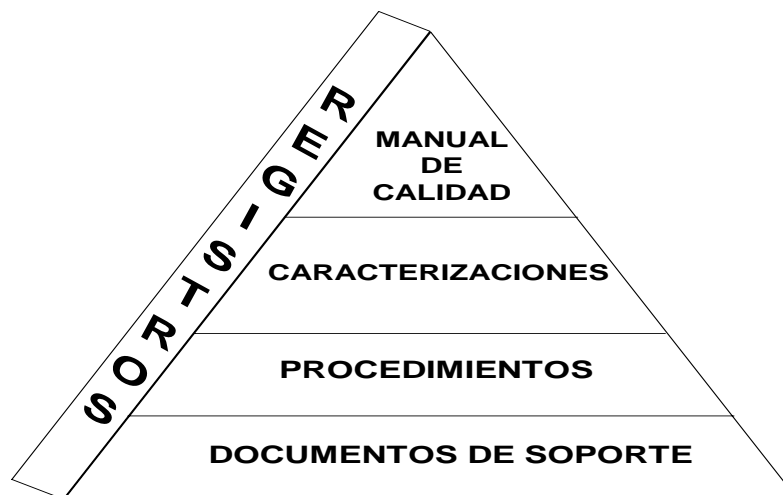 REGISTROS
MANUAL
DE
CALIDAD
CARACTERIZACIONES
PROCEDIMIENTOS
DOCUMENTOS DE SOPORTE